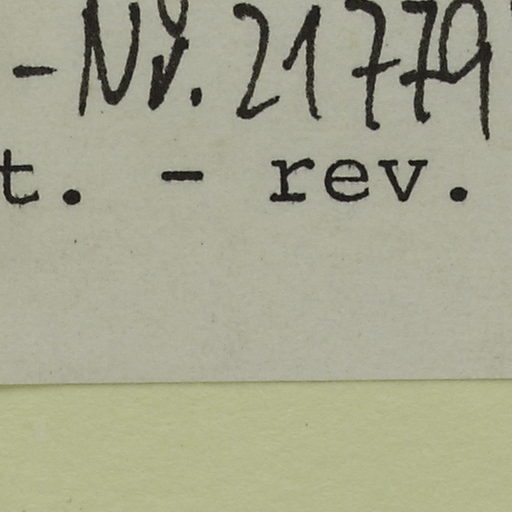 - Nr. 21779
t. - rev.